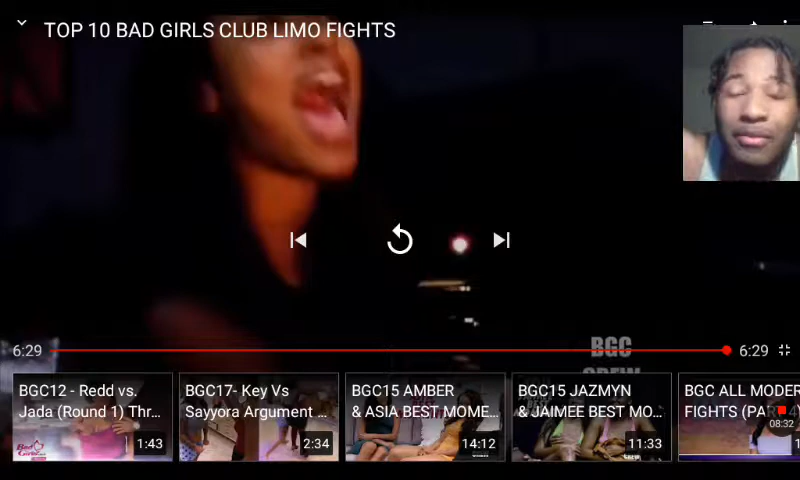 TOP 10 BAD GIRLS CLUB LIMO FIGHTS
BGC
CREW
6:29
6:29
BGC12 - Redd vs.
Jada (Round 1) Thr...
1:43
BGC17- Key Vs
Sayyora Argument ...
2:34
BGC15 AMBER
& ASIA BEST MOME...
14:12
BGC15 JAZMYN
& JAIMEE BEST MO...
11:33
BGC ALL MODER
FIGHTS (PAR
08:32